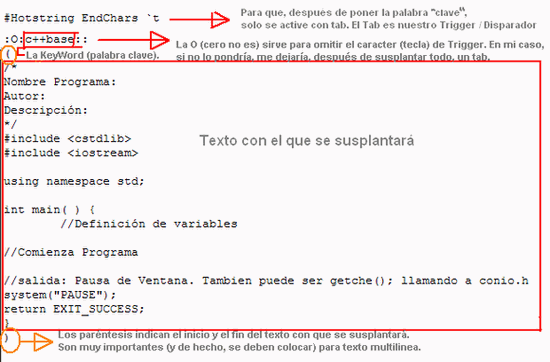 #Hotstring EndChars `t
Para que, despues de poner la palabra "clave",
solo se active con tab. El Tab es nuestro Trigger / Disparador
:O:c++base::
La O (cero no es) sirve para omitir el caracter (tecla) de Trigger. En mi caso,
si no lo pondría, me dejaría, después de susplantar todo, un tab.
(
La KeyWord (palabra clave).
/*
Nombre Programa:
Autor:
Descripción:
*/
#include <cstdlib>
#include <iostream>
Texto con el que se susplantará
using namespace std;
int main( ) {
//Definición de variables
//Comienza Programa
//salida: Pausa de Ventana. Tambien puede ser getche(); llamando a conio.h
system("PAUSE");
return EXIT_SUCCESS;
}
)
Los paréntesis indican el inicio y el fin del texto con que se susplantará.
Son muy importantes (y de hecho, se deben colocar) para texto multilinea.